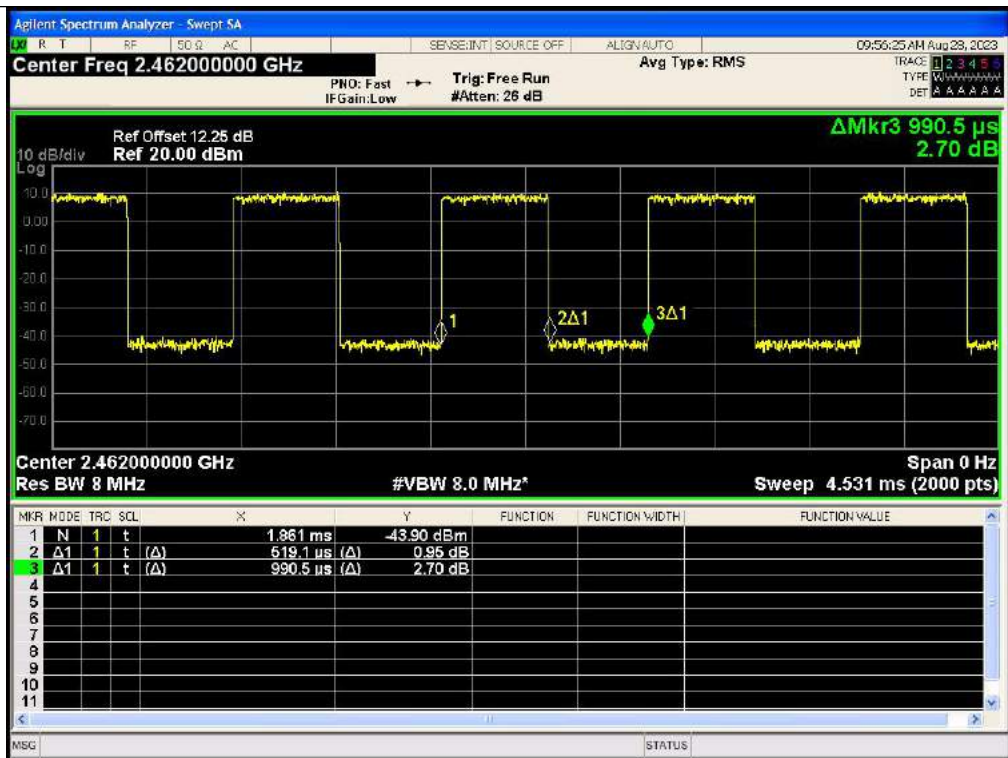 Agilent Spectrum Analyzer - Swept SA
LXI R T RF 50 Ω AC SENSE:INT SOURCE OFF ALIGN AUTO 09:56:25 AM Aug 28, 2023
Center Freq 2.462000000 GHz Avg Type: RMS TRACE 1 2 3 4 5 6
PNO: Fast Trig: Free Run TYPE WWWWWW
IFGain:Low #Atten: 26 dB DET A A A A A A
ΔMkr3 990.5 µs
Ref Offset 12.25 dB
10 dB/div Ref 20.00 dBm 2.70 dB
Log
10.0
0.00
-10.0
-20.0
-30.0
-40.0
-50.0
-60.0
-70.0
1 2Δ1 3Δ1
Center 2.462000000 GHz Span 0 Hz
Res BW 8 MHz #VBW 8.0 MHz* Sweep 4.531 ms (2000 pts)
MKR MODE TRC SCL X Y FUNCTION FUNCTION WIDTH FUNCTION VALUE
1 N 1 t 1.861 ms -43.90 dBm
2 Δ1 1 t (Δ) 519.1 µs (Δ) 0.95 dB
3 Δ1 1 t (Δ) 990.5 µs (Δ) 2.70 dB
4
5
6
7
8
9
10
11
MSG STATUS